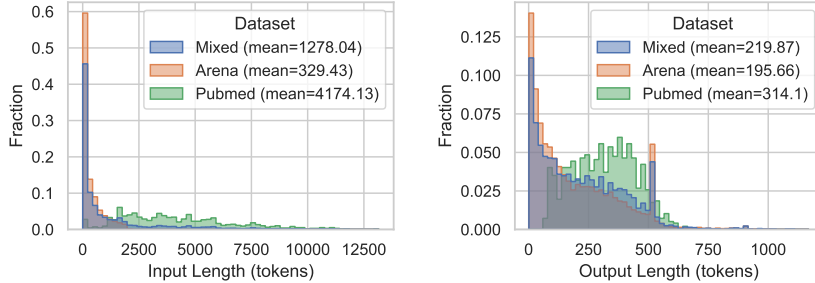 Dataset
Mixed (mean=1278.04)
Arena (mean=329.43)
Pubmed (mean=4174.13)
Fraction
0.6
0.5
0.4
0.3
0.2
0.1
0.0
0 2500 5000 7500 10000 12500
Input Length (tokens)
Dataset
Mixed (mean=219.87)
Arena (mean=195.66)
Pubmed (mean=314.1)
Fraction
0.125
0.100
0.075
0.050
0.025
0.000
0 250 500 750 1000
Output Length (tokens)